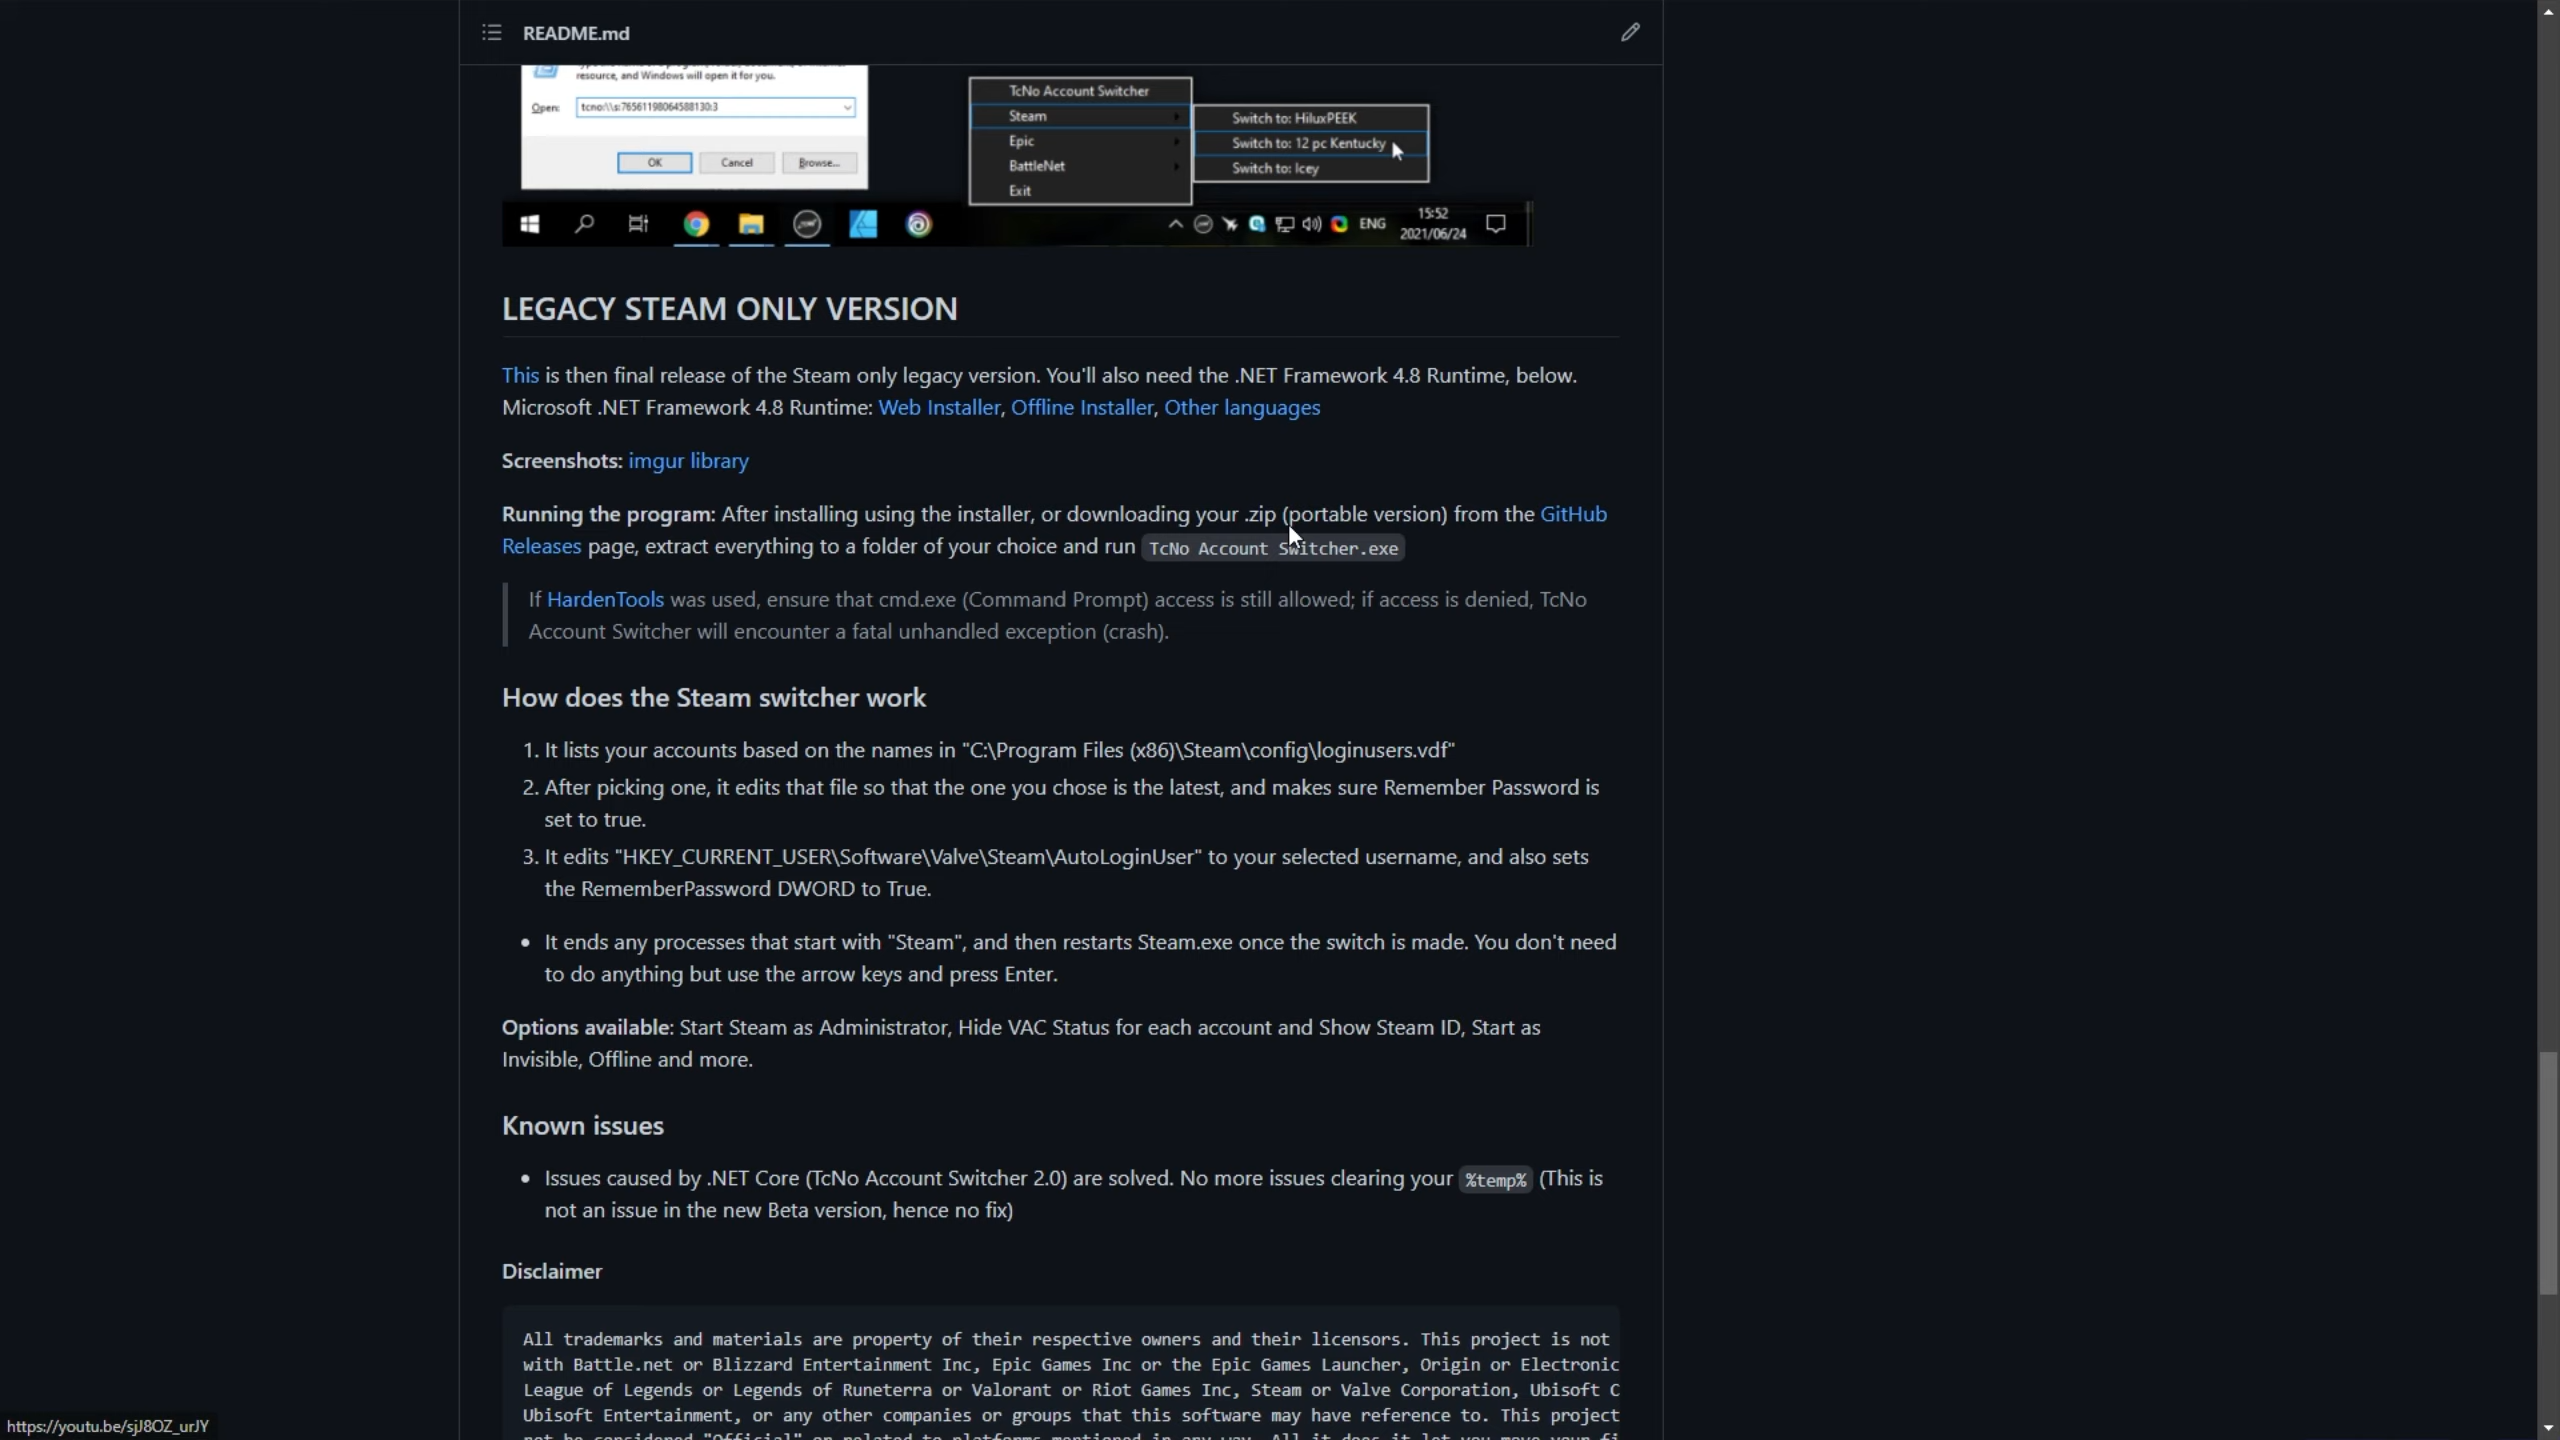 README.md
resource, and Windows will open it for you.
Open: tcno:\\s:76561198064588130:3
OK Cancel Browse...
TcNo Account Switcher
Steam
Epic
BattleNet
Exit
Switch to: HiluxPEEK
Switch to: 12 pc Kentucky
Switch to: Icey
ENG
15:52
2021/06/24
LEGACY STEAM ONLY VERSION
This is then final release of the Steam only legacy version. You'll also need the .NET Framework 4.8 Runtime, below.
Microsoft .NET Framework 4.8 Runtime: Web Installer, Offline Installer, Other languages
Screenshots: imgur library
Running the program: After installing using the installer, or downloading your .zip (portable version) from the GitHub
Releases page, extract everything to a folder of your choice and run TcNo Account Switcher.exe
If HardenTools was used, ensure that cmd.exe (Command Prompt) access is still allowed; if access is denied, TcNo
Account Switcher will encounter a fatal unhandled exception (crash).
How does the Steam switcher work
1. It lists your accounts based on the names in "C:\Program Files (x86)\Steam\config\loginusers.vdf"
2. After picking one, it edits that file so that the one you chose is the latest, and makes sure Remember Password is
set to true.
3. It edits "HKEY_CURRENT_USER\Software\Valve\Steam\AutoLoginUser" to your selected username, and also sets
the RememberPassword DWORD to True.
• It ends any processes that start with "Steam", and then restarts Steam.exe once the switch is made. You don't need
to do anything but use the arrow keys and press Enter.
Options available: Start Steam as Administrator, Hide VAC Status for each account and Show Steam ID, Start as
Invisible, Offline and more.
Known issues
• Issues caused by .NET Core (TcNo Account Switcher 2.0) are solved. No more issues clearing your %temp% (This is
not an issue in the new Beta version, hence no fix)
Disclaimer
All trademarks and materials are property of their respective owners and their licensors. This project is not
with Battle.net or Blizzard Entertainment Inc, Epic Games Inc or the Epic Games Launcher, Origin or Electronic
League of Legends or Legends of Runeterra or Valorant or Riot Games Inc, Steam or Valve Corporation, Ubisoft C
Ubisoft Entertainment, or any other companies or groups that this software may have reference to. This project
https://youtu.be/sjJ8OZ_urJY